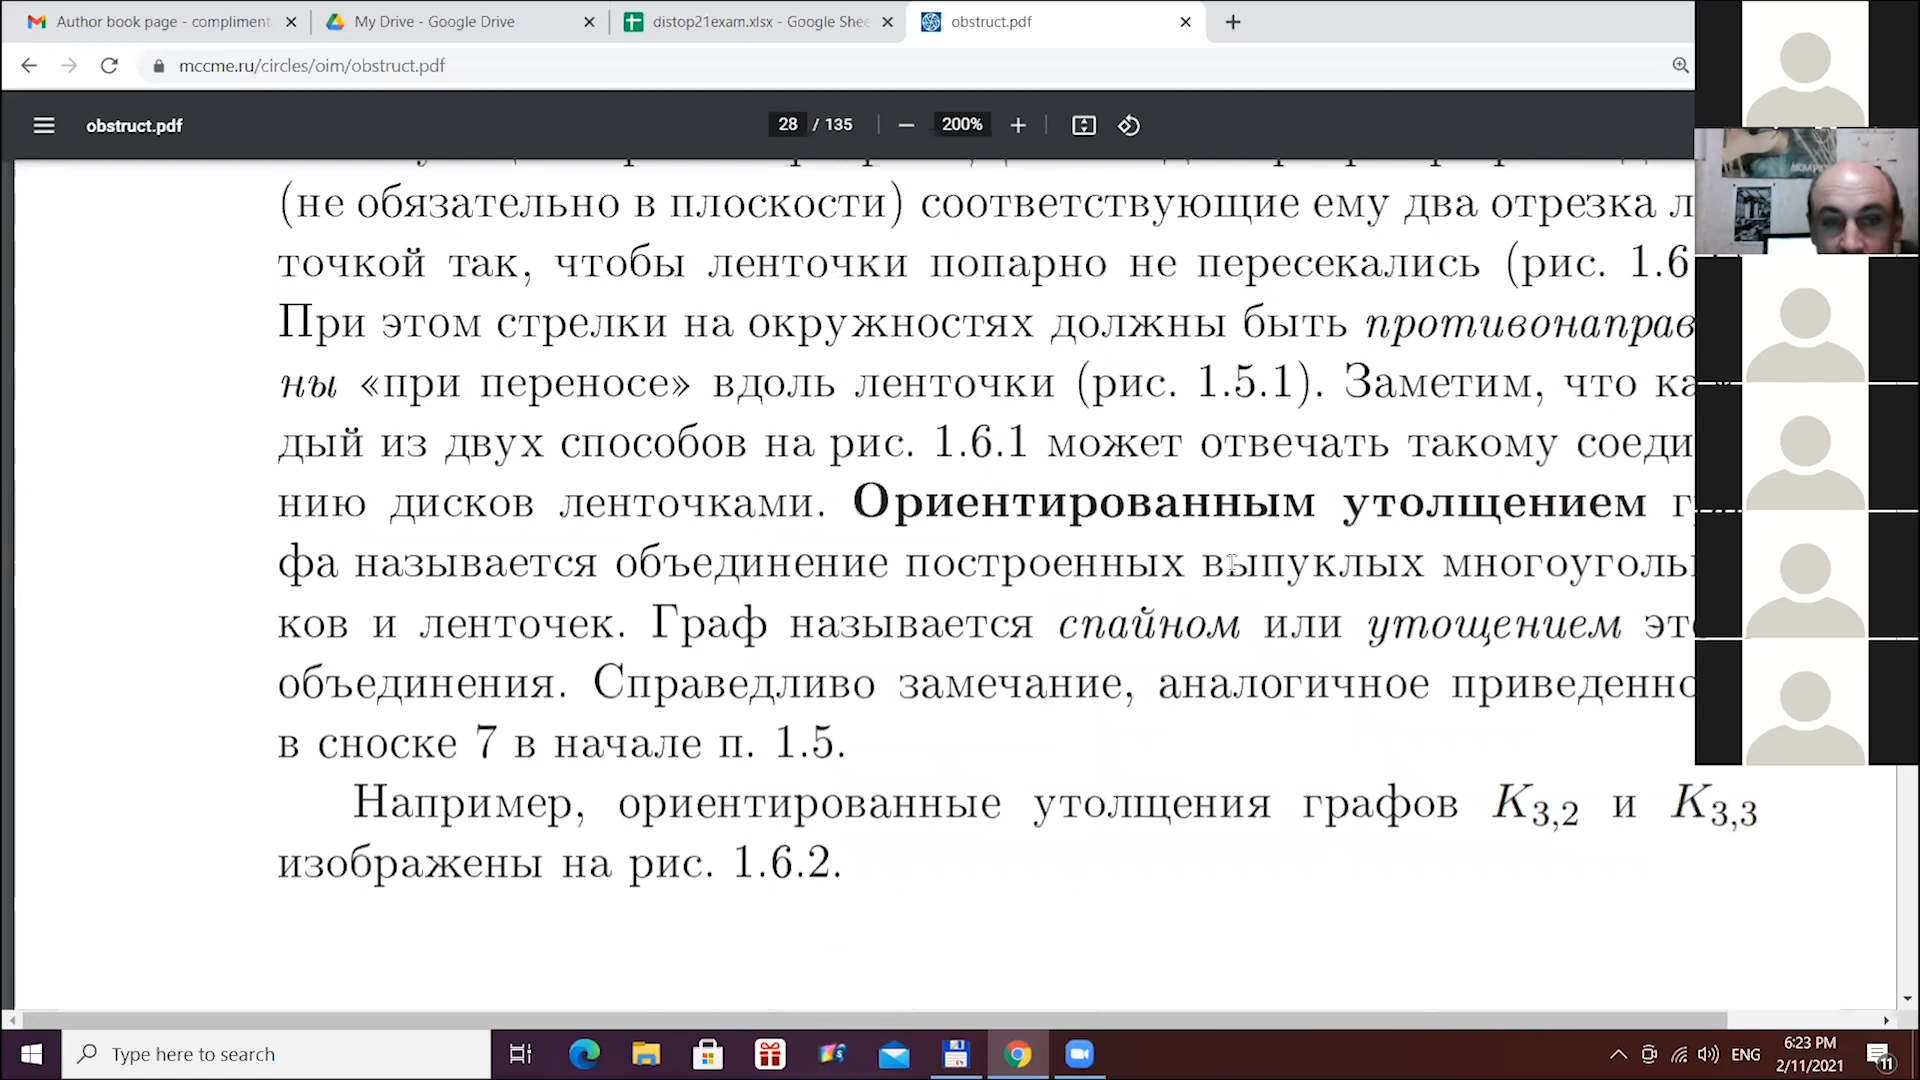 Author book page - compliment
My Drive - Google Drive
distop21exam.xlsx - Google Shee
obstruct.pdf
mccme.ru/circles/oim/obstruct.pdf
obstruct.pdf
28 / 135
200%
(не обязательно в плоскости) соответствующие ему два отрезка л
точкой так, чтобы ленточки попарно не пересекались (рис. 1.6
При этом стрелки на окружностях должны быть противонаправ
ны «при переносе» вдоль ленточки (рис. 1.5.1). Заметим, что ка
дый из двух способов на рис. 1.6.1 может отвечать такому соеди
нию дисков ленточками. Ориентированным утолщением г
фа называется объединение построенных выпуклых многоуголь
ков и ленточек. Граф называется спайном или утощением эт
объединения. Справедливо замечание, аналогичное приведенно
в сноске 7 в начале п. 1.5.
Например, ориентированные утолщения графов K3,2 и K3,3
изображены на рис. 1.6.2.
Type here to search
ENG
6:23 PM
2/11/2021
11